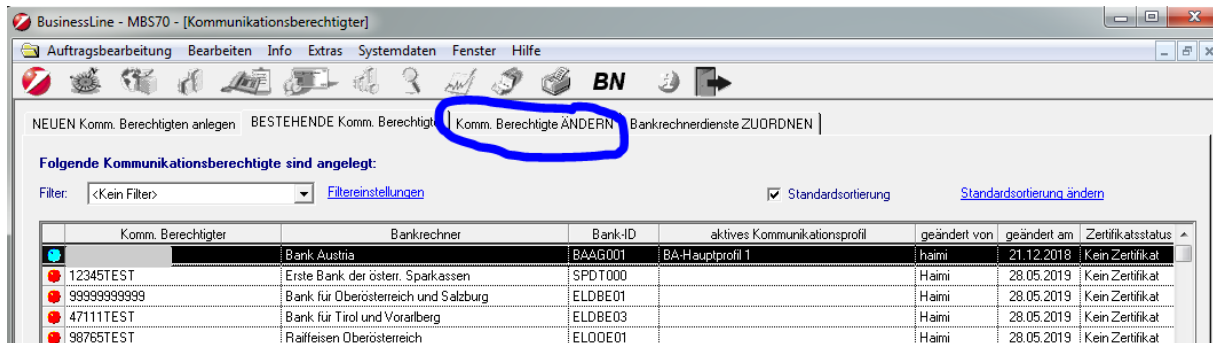 BusinessLine - MBS70 - [Kommunikationsberechtigter]
Auftragsbearbeitung Bearbeiten Info Extras Systemdaten Fenster Hilfe
BN
NEUEN Komm. Berechtigten anlegen BESTEHENDE Komm. Berechtigte Komm. Berechtigte ÄNDERN Bankrechnerdienste ZUORDNEN
Folgende Kommunikationsberechtigte sind angelegt:
Filter: <Kein Filter> Filtereinstellungen Standardsortierung Standardsortierung ändern
Komm. Berechtigter Bankrechner Bank-ID aktives Kommunikationsprofil geändert von geändert am Zertifikatsstatus
Bank Austria BAAG001 BA-Hauptprofil 1 haimi 21.12.2018 Kein Zertifikat
12345TEST Erste Bank der österr. Sparkassen SPDT000 Haimi 28.05.2019 Kein Zertifikat
99999999999 Bank für Oberösterreich und Salzburg ELDBE01 Haimi 28.05.2019 Kein Zertifikat
47111TEST Bank für Tirol und Vorarlberg ELDBE03 Haimi 28.05.2019 Kein Zertifikat
98765TEST Raiffeisen Oberösterreich ELOOE01 Haimi 28.05.2019 Kein Zertifikat